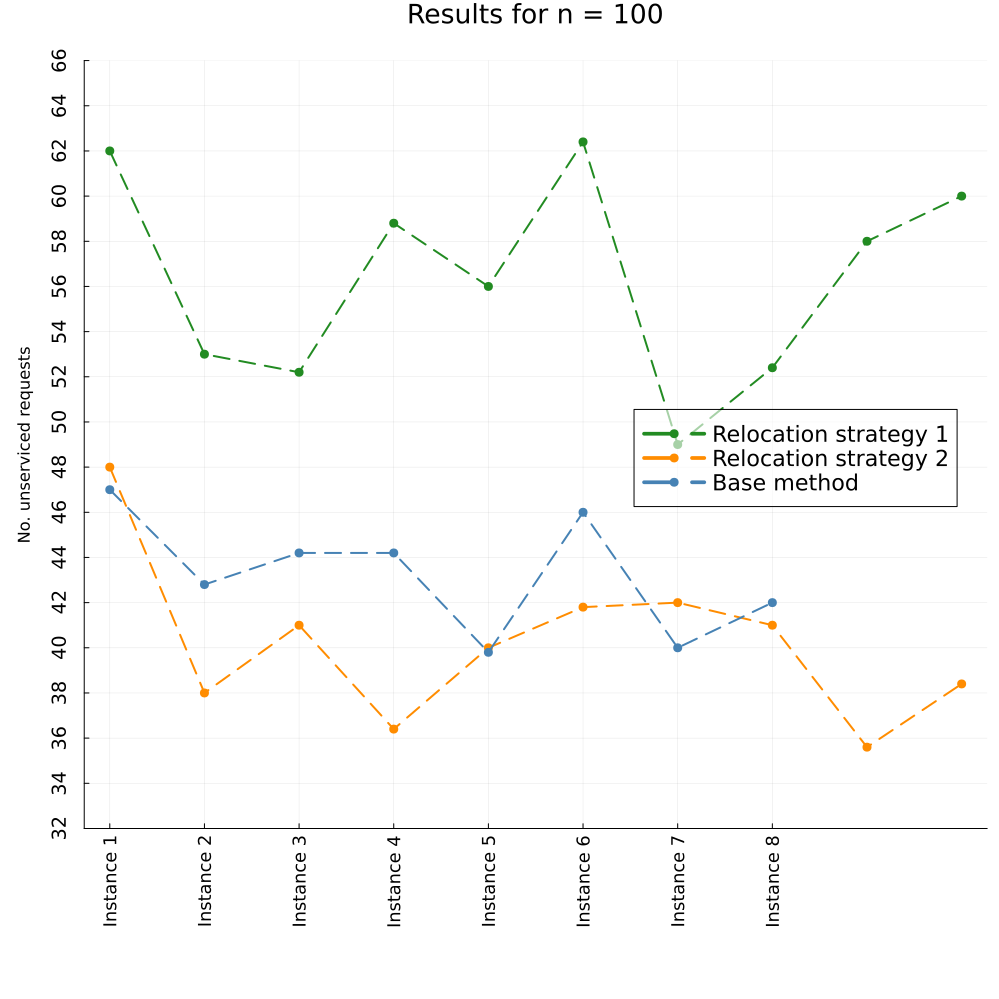 Results for n = 100
No. unserviced requests
66
64
62
60
58
56
54
52
50
48
46
44
42
40
38
36
34
32
Relocation strategy 1
Relocation strategy 2
Base method
Instance 1
Instance 2
Instance 3
Instance 4
Instance 5
Instance 6
Instance 7
Instance 8